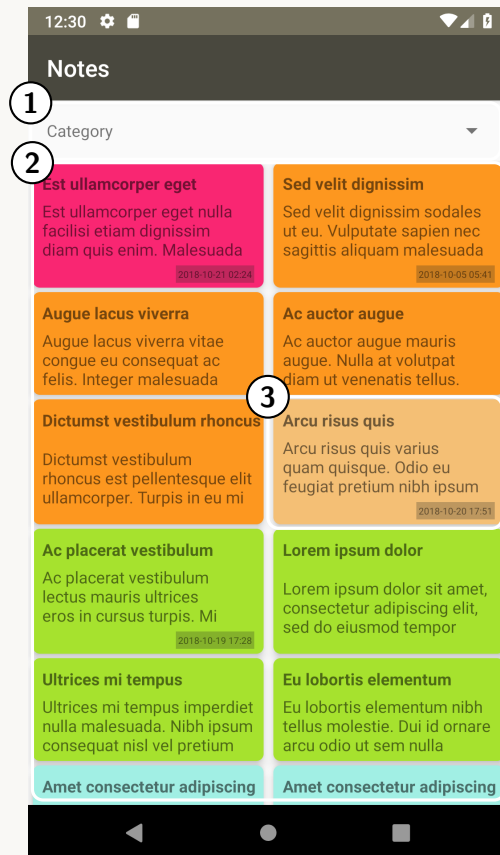 12:30
Notes
1
Category
2
Est ullamcorper eget
Est ullamcorper eget nulla
facilisi etiam dignissim
diam quis enim. Malesuada
2018-10-21 02:24
Sed velit dignissim
Sed velit dignissim sodales
ut eu. Vulputate sapien nec
sagittis aliquam malesuada
2018-10-05 05:41
Augue lacus viverra
Augue lacus viverra vitae
congue eu consequat ac
felis. Integer malesuada
Ac auctor augue
Ac auctor augue mauris
augue. Nulla at volutpat
diam ut venenatis tellus.
3
Dictumst vestibulum rhoncus
Dictumst vestibulum
rhoncus est pellentesque elit
ullamcorper. Turpis in eu mi
Arcu risus quis
Arcu risus quis varius
quam quisque. Odio eu
feugiat pretium nibh ipsum
2018-10-20 17:51
Ac placerat vestibulum
Ac placerat vestibulum
lectus mauris ultrices
eros in cursus turpis. Mi
2018-10-19 17:28
Lorem ipsum dolor
Lorem ipsum dolor sit amet,
consectetur adipiscing elit,
sed do eiusmod tempor
Ultrices mi tempus
Ultrices mi tempus imperdiet
nulla malesuada. Nibh ipsum
consequat nisl vel pretium
Eu lobortis elementum
Eu lobortis elementum nibh
tellus molestie. Dui id ornare
arcu odio ut sem nulla
Amet consectetur adipiscing
Amet consectetur adipiscing